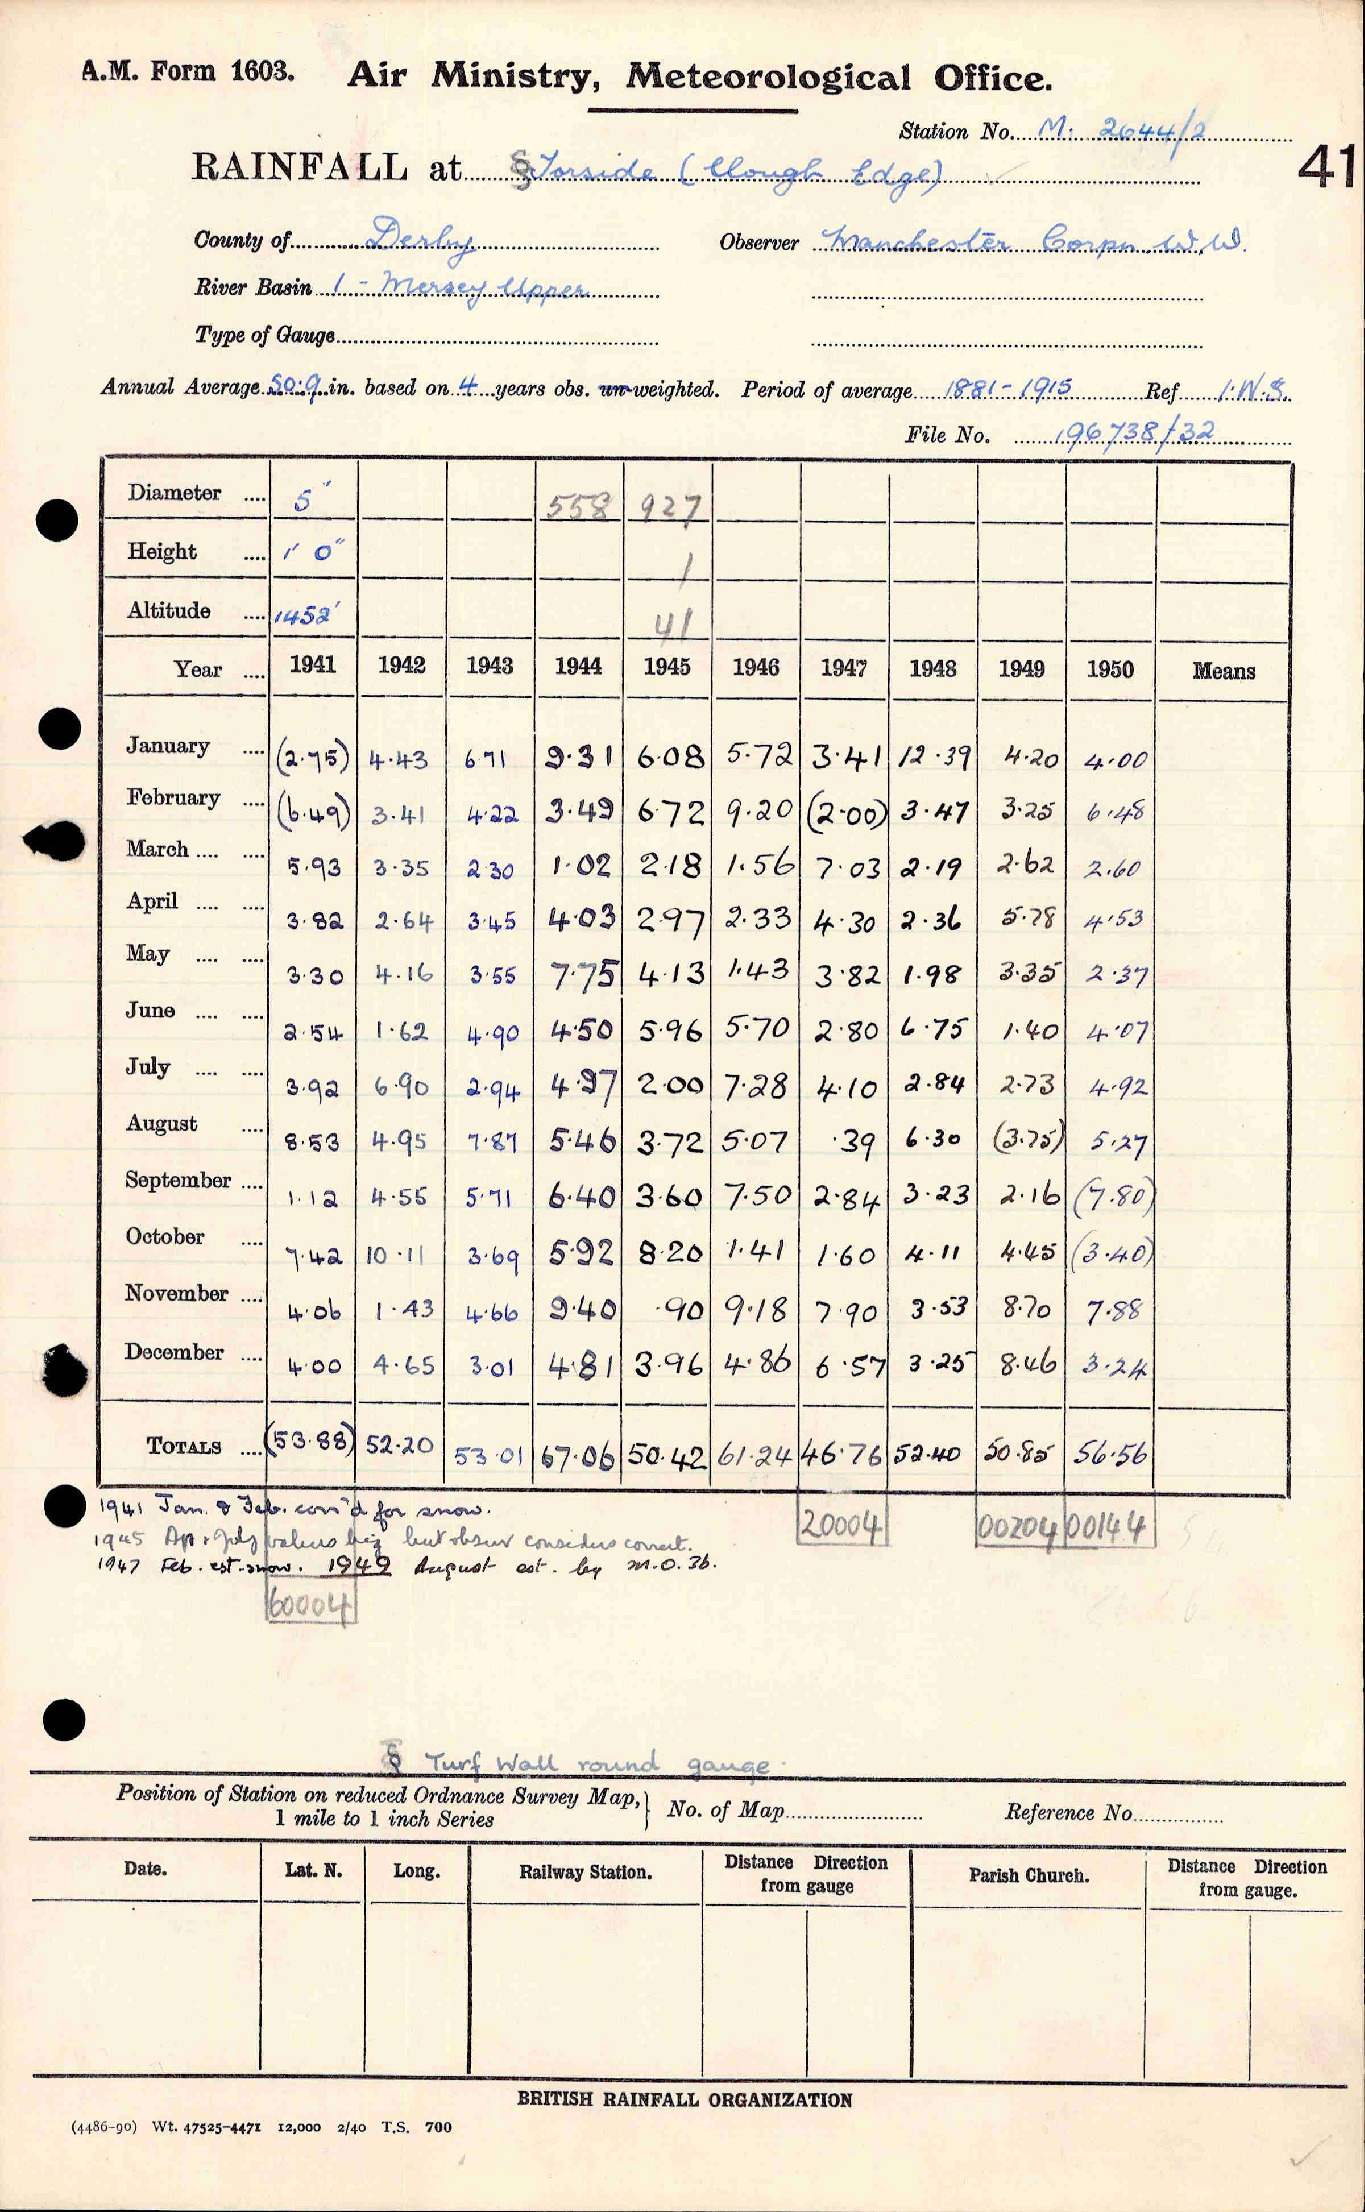 A.M. Form 1603. Air Ministry, Meteorological Office.
Station No. M. 2644/2
41
RAINFALL at § Torside (Clough Edge)
County of Derby Observer Manchester Corpn. W.W.
River Basin 1 - Mersey Upper
Type of Gauge
Annual Average 50.9 in. based on 4 years obs. un-weighted. Period of average 1881-1915 Ref I.W.S.
File No. 196738/32
Diameter .... 5" 558 927
Height .... 1' 0" 1
Altitude .... 1452' 41
Year .... 1941 1942 1943 1944 1945 1946 1947 1948 1949 1950 Means
January .... (2.75) 4.43 6.71 9.31 6.08 5.72 3.41 12.39 4.20 4.00
February .... (6.49) 3.41 4.22 3.49 6.72 9.20 (2.00) 3.47 3.25 6.48
March .... .... 5.93 3.35 2.30 1.02 2.18 1.56 7.03 2.19 2.62 2.60
April .... .... 3.82 2.64 3.45 4.03 2.97 2.33 4.30 2.36 5.78 4.53
May .... .... 3.30 4.16 3.55 7.75 4.13 1.43 3.82 1.98 3.35 2.37
June .... .... 2.54 1.62 4.90 4.50 5.96 5.70 2.80 6.75 1.40 4.07
July .... .... 3.92 6.90 2.94 4.97 2.00 7.28 4.10 2.84 2.73 4.92
August .... 8.53 4.95 7.87 5.46 3.72 5.07 .39 6.30 (3.75) 5.27
September .... 1.12 4.55 5.71 6.40 3.60 7.50 2.84 3.23 2.16 (7.80)
October .... 7.42 10.11 3.69 5.92 8.20 1.41 1.60 4.11 4.45 (3.40)
November .... 4.06 1.43 4.66 9.40 .90 9.18 7.90 3.53 8.70 7.88
December .... 4.00 4.65 3.01 4.81 3.96 4.86 6.57 3.25 8.46 3.24
TOTALS .... (53.88) 52.20 53.01 67.06 50.42 61.24 46.76 52.40 50.85 56.56
1941 Jan. & Feb. corr'd for snow.
20004 00204 00144
1945 Ap. & July values big but obser considers correct.
1947 Feb. est. snow. 1949 August est. by M.O.3b.
60004
§ Turf Wall round gauge.
Position of Station on reduced Ordnance Survey Map, 1 mile to 1 inch Series } No. of Map Reference No.
Date. Lat. N. Long. Railway Station. Distance Direction from gauge Parish Church. Distance Direction from gauge.
BRITISH RAINFALL ORGANIZATION
(4486-90) Wt. 47525-4471 12,000 2/40 T.S. 700